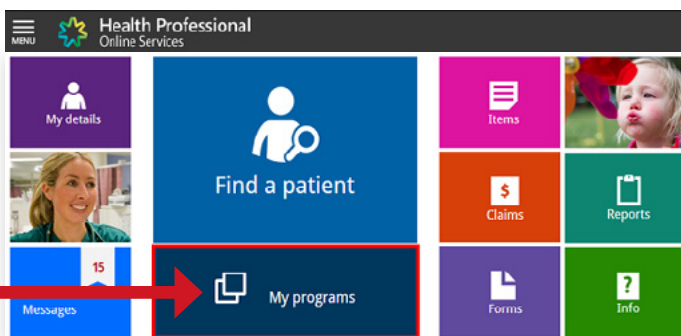 MENU
Health Professional
Online Services
My details
Find a patient
Items
$
Claims
Reports
15
Messages
My programs
Forms
?
Info